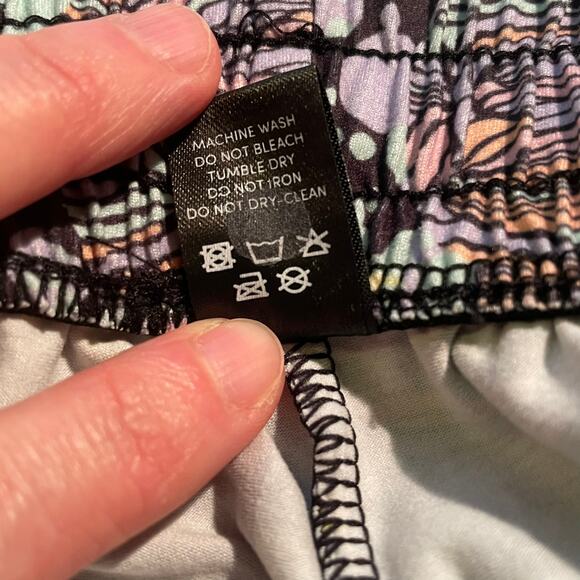 MACHINE WASH
DO NOT BLEACH
TUMBLE DRY
DO NOT IRON
DO NOT DRY-CLEAN